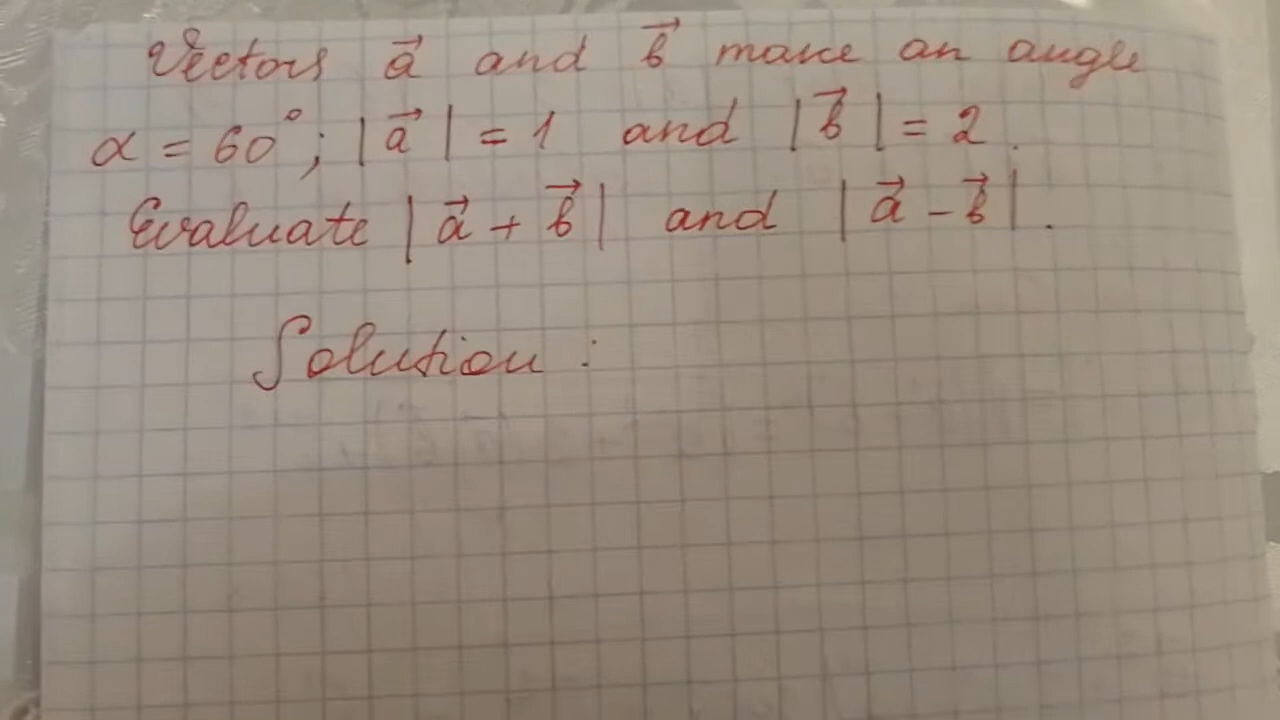 Vectors a⃗ and b⃗ make an angle
α = 60°; |a⃗| = 1 and |b⃗| = 2.
Evaluate |a⃗ + b⃗| and |a⃗ - b⃗|.
Solution: